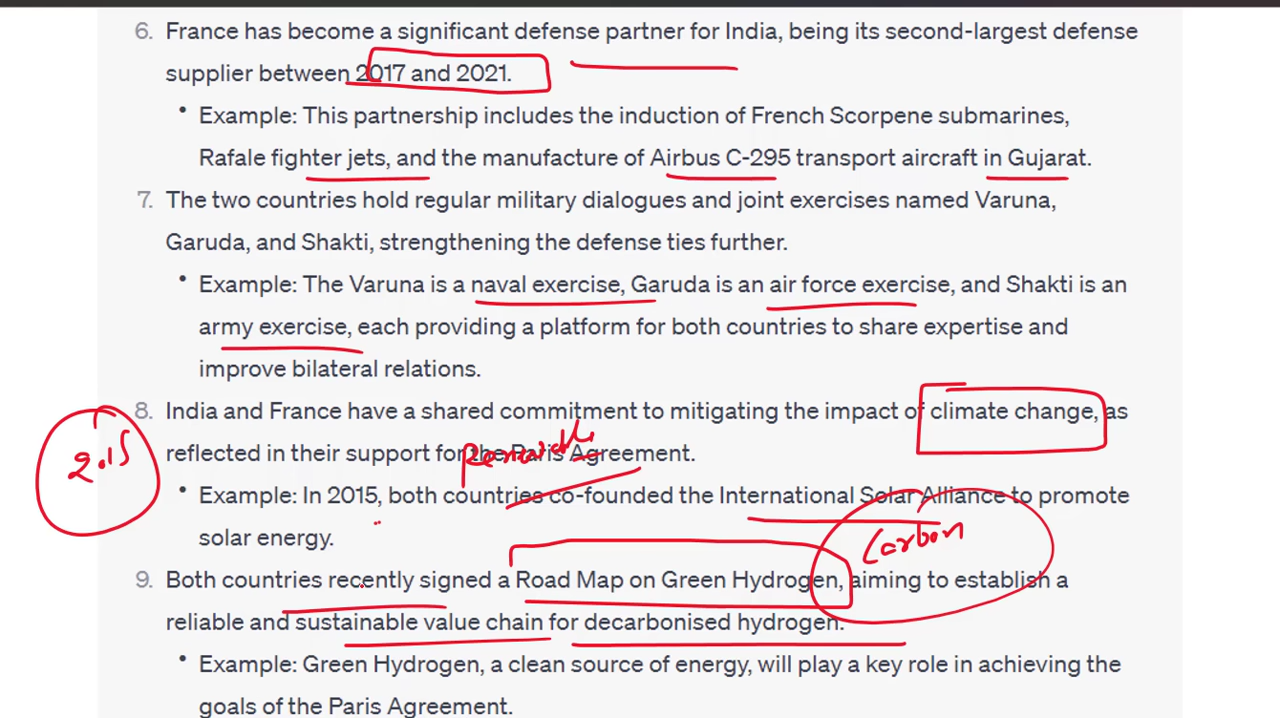 6. France has become a significant defense partner for India, being its second-largest defense
supplier between 2017 and 2021.
• Example: This partnership includes the induction of French Scorpene submarines,
Rafale fighter jets, and the manufacture of Airbus C-295 transport aircraft in Gujarat.
7. The two countries hold regular military dialogues and joint exercises named Varuna,
Garuda, and Shakti, strengthening the defense ties further.
• Example: The Varuna is a naval exercise, Garuda is an air force exercise, and Shakti is an
army exercise, each providing a platform for both countries to share expertise and
improve bilateral relations.
8. India and France have a shared commitment to mitigating the impact of climate change, as
reflected in their support for the Paris Agreement.
2015
• Example: In 2015, both countries co-founded the International Solar Alliance to promote
solar energy.
Carbon
9. Both countries recently signed a Road Map on Green Hydrogen, aiming to establish a
reliable and sustainable value chain for decarbonised hydrogen.
• Example: Green Hydrogen, a clean source of energy, will play a key role in achieving the
goals of the Paris Agreement.